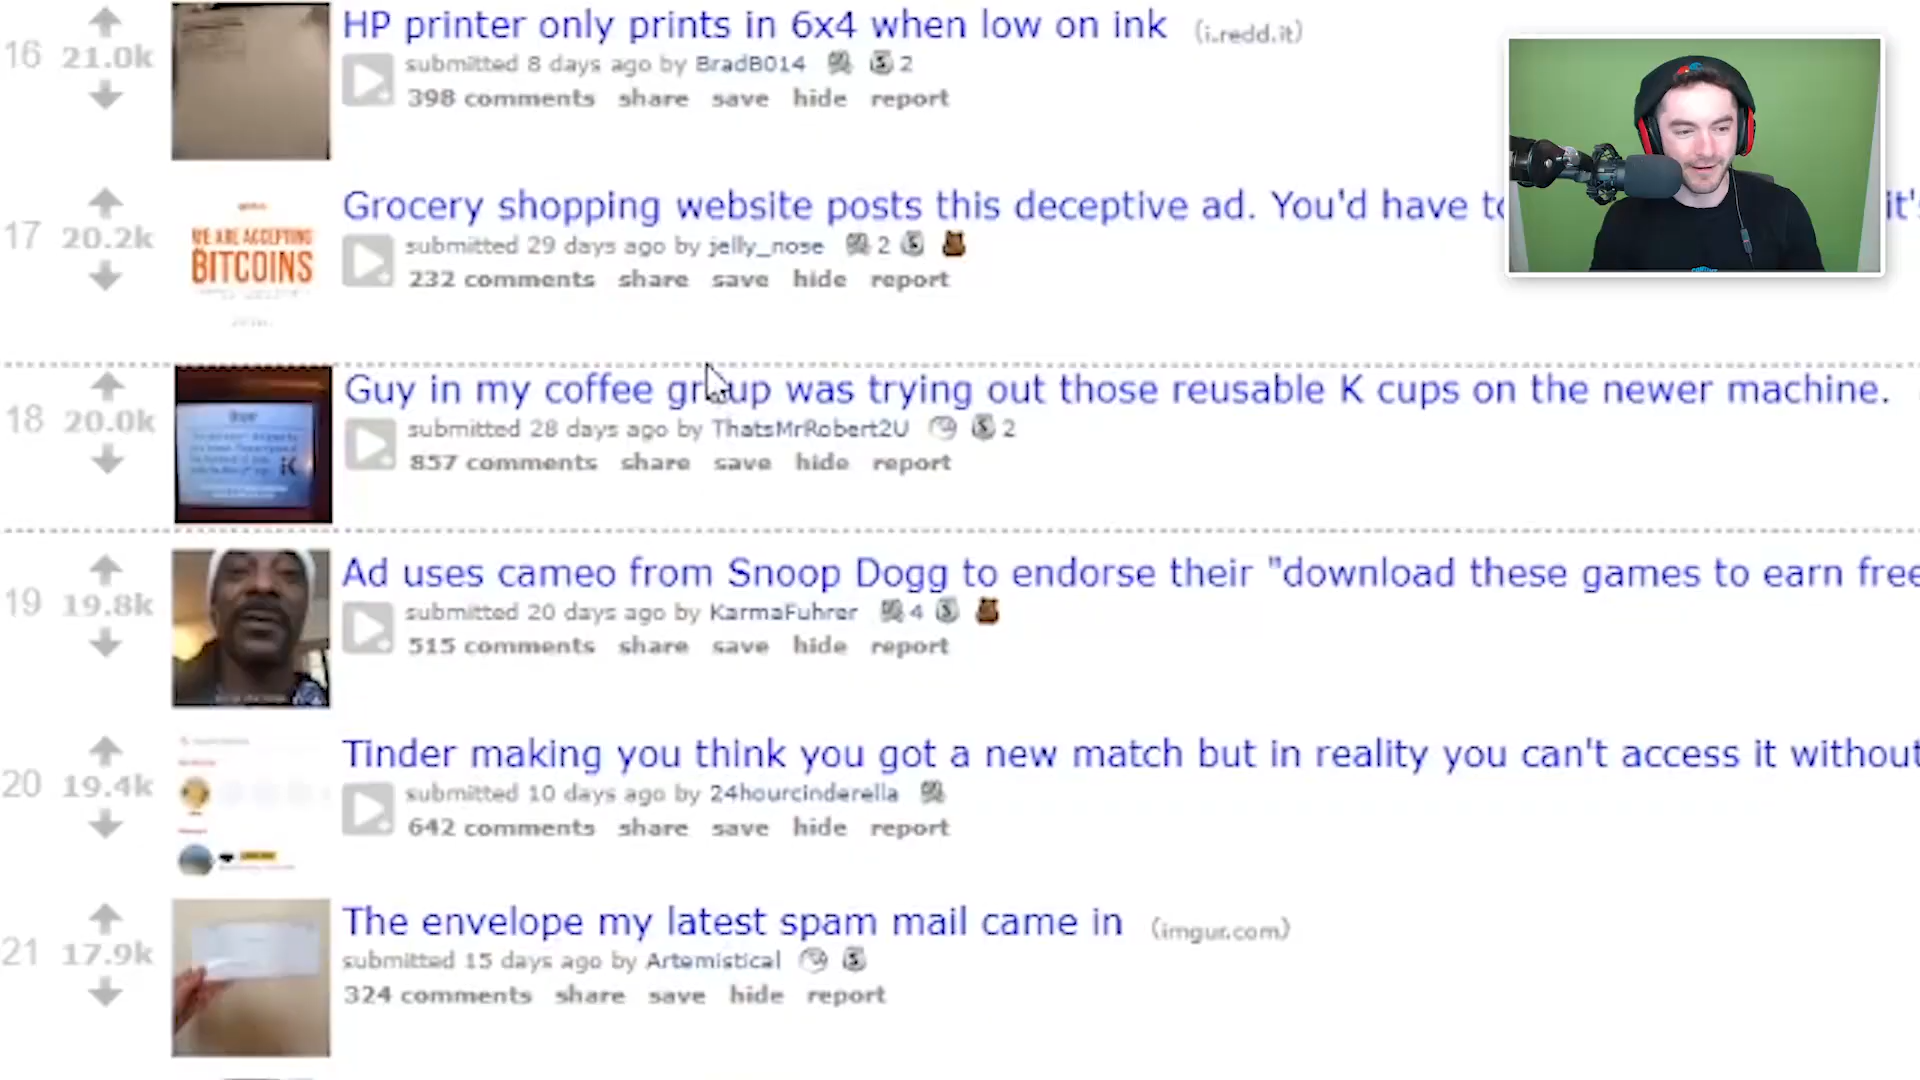 HP printer only prints in 6x4 when low on ink (i.redd.it)
16 21.0k
submitted 8 days ago by BradB014 2
398 comments share save hide report
Grocery shopping website posts this deceptive ad. You'd have to it's
17 20.2k
WE ARE ACCEPTING
BITCOINS
submitted 29 days ago by jelly_nose 2
232 comments share save hide report
Guy in my coffee group was trying out those reusable K cups on the newer machine.
18 20.0k
submitted 28 days ago by ThatsMrRobert2U 2
857 comments share save hide report
Ad uses cameo from Snoop Dogg to endorse their "download these games to earn free
19 19.8k
submitted 20 days ago by KarmaFuhrer 4
515 comments share save hide report
Tinder making you think you got a new match but in reality you can't access it without
20 19.4k
submitted 10 days ago by 24hourcinderella
642 comments share save hide report
The envelope my latest spam mail came in (imgur.com)
21 17.9k
submitted 15 days ago by Artemistical
324 comments share save hide report